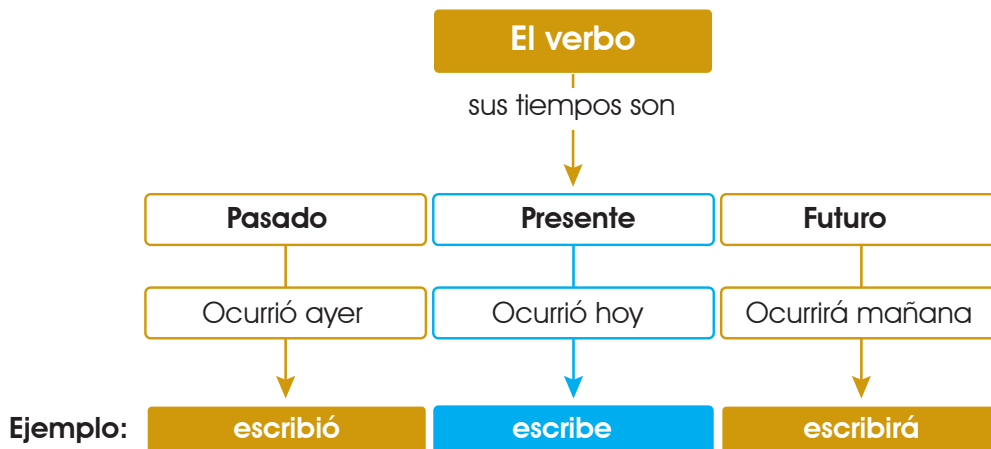 El verbo
sus tiempos son
Pasado Presente Futuro
Ocurrió ayer Ocurrió hoy Ocurrirá mañana
Ejemplo: escribió escribe escribirá